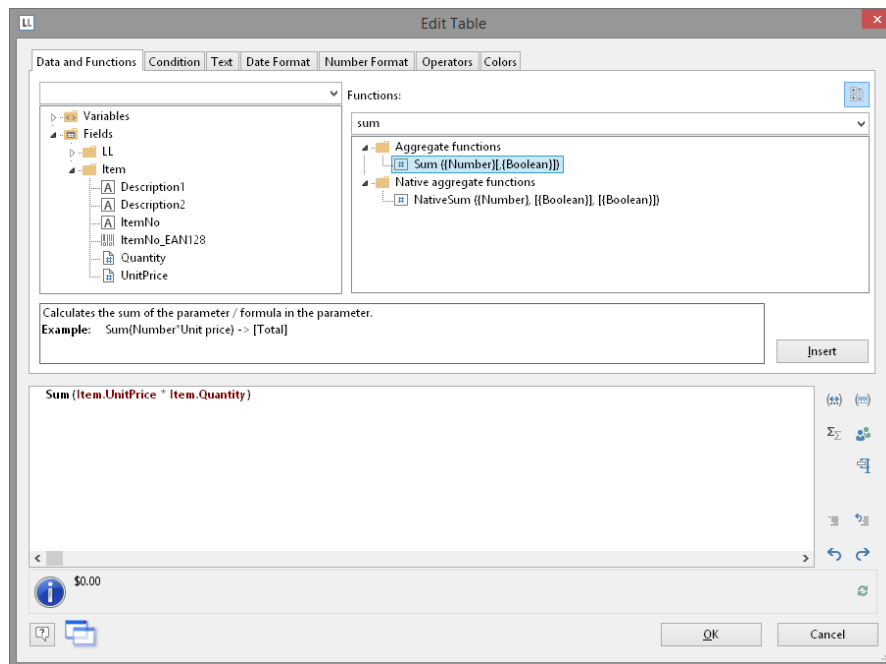 LL
Edit Table
Data and Functions Condition Text Date Format Number Format Operators Colors
Functions:
Variables
Fields
LL
Item
Description1
Description2
ItemNo
ItemNo_EAN128
Quantity
UnitPrice
sum
Aggregate functions
Sum ({Number}[,{Boolean}])
Native aggregate functions
NativeSum ({Number}, [{Boolean}], [{Boolean}])
Calculates the sum of the parameter / formula in the parameter.
Example: Sum(Number*Unit price) -> [Total]
Insert
Sum (Item.UnitPrice * Item.Quantity)
$0.00
OK Cancel